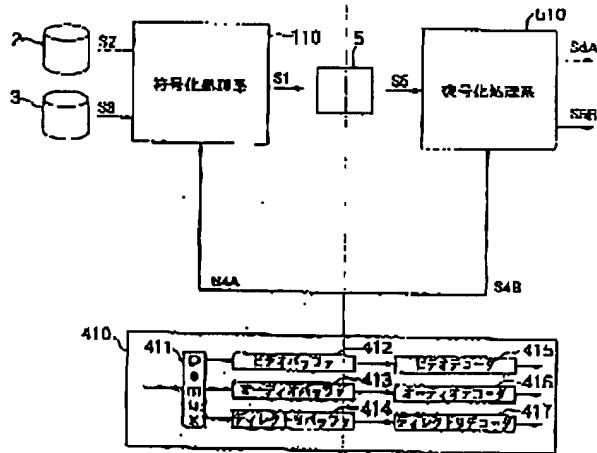 2
S2
110
符号化処理系
S1
5
S5
610
復号化処理系
S6A
3
S3
S6B
S4A
S4B
410
411
Demux
412
ビデオバッファ
415
ビデオデコーダ
413
オーディオバッファ
416
オーディオデコーダ
414
ディレクトリバッファ
417
ディレクトリデコーダ